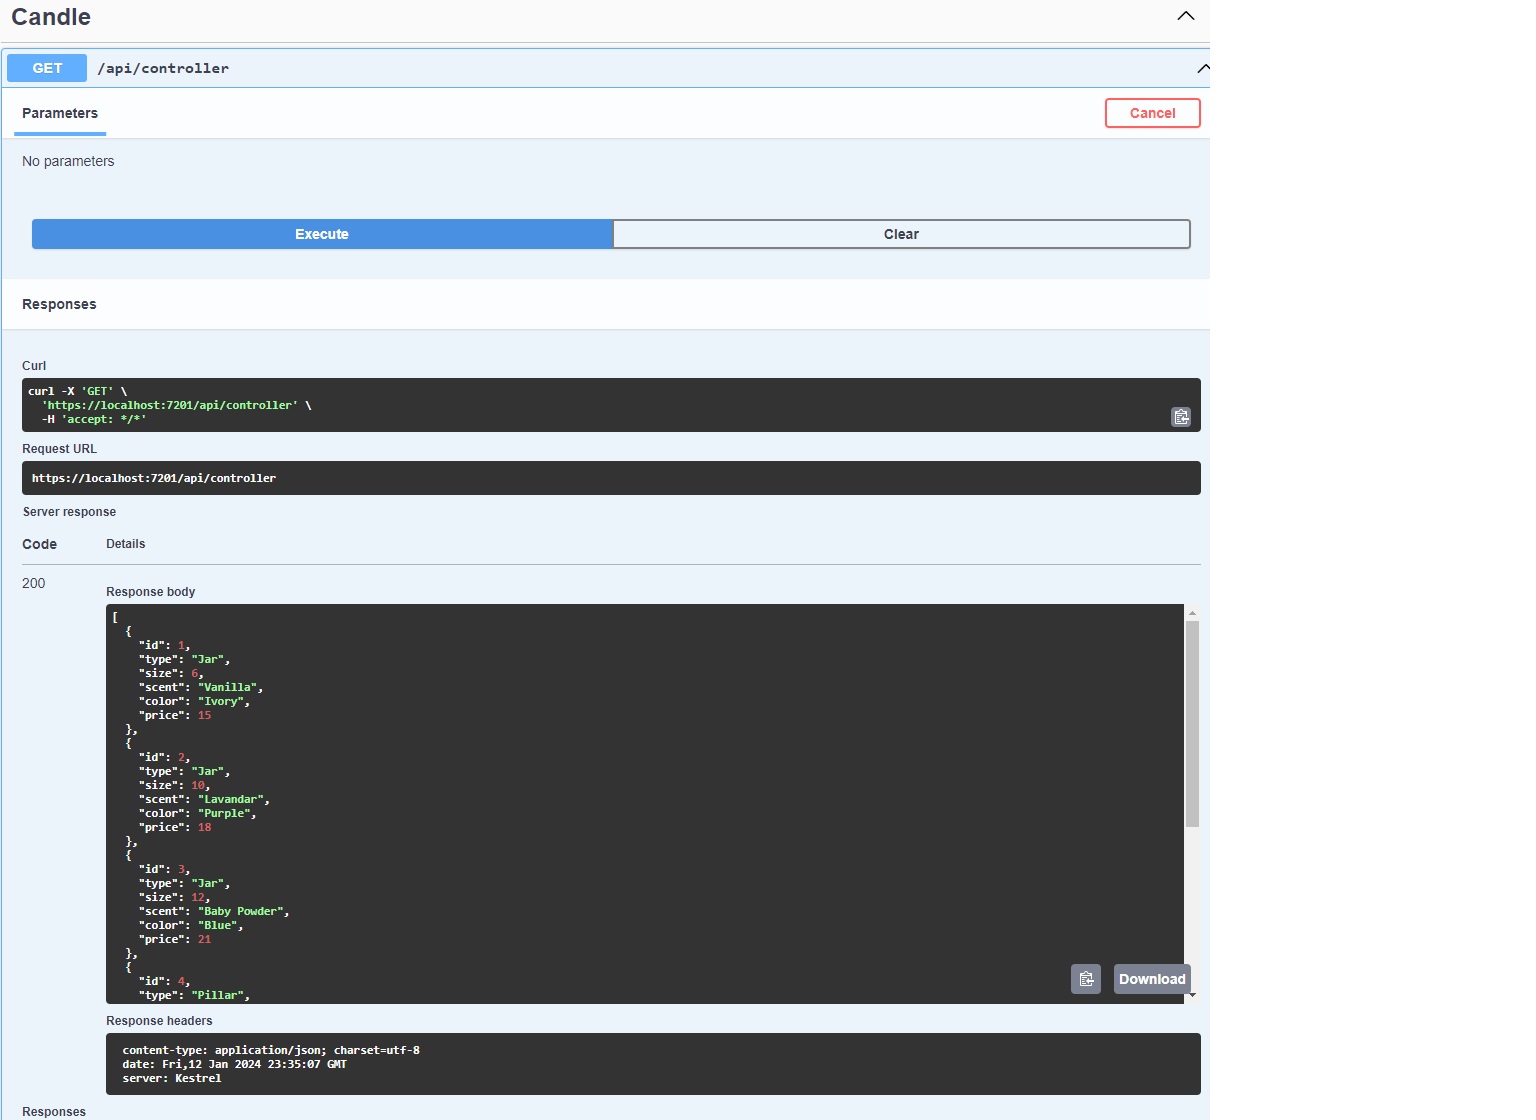 Candle
GET /api/controller
Parameters Cancel
No parameters
Execute Clear
Responses
Curl
curl -X 'GET' \
  'https://localhost:7201/api/controller' \
  -H 'accept: */*'
Request URL
https://localhost:7201/api/controller
Server response
Code Details
200
Response body
[
  {
    "id": 1,
    "type": "Jar",
    "size": 6,
    "scent": "Vanilla",
    "color": "Ivory",
    "price": 15
  },
  {
    "id": 2,
    "type": "Jar",
    "size": 10,
    "scent": "Lavandar",
    "color": "Purple",
    "price": 18
  },
  {
    "id": 3,
    "type": "Jar",
    "size": 12,
    "scent": "Baby Powder",
    "color": "Blue",
    "price": 21
  },
  {
    "id": 4,
    "type": "Pillar",
Download
Response headers
content-type: application/json; charset=utf-8
date: Fri,12 Jan 2024 23:35:07 GMT
server: Kestrel
Responses